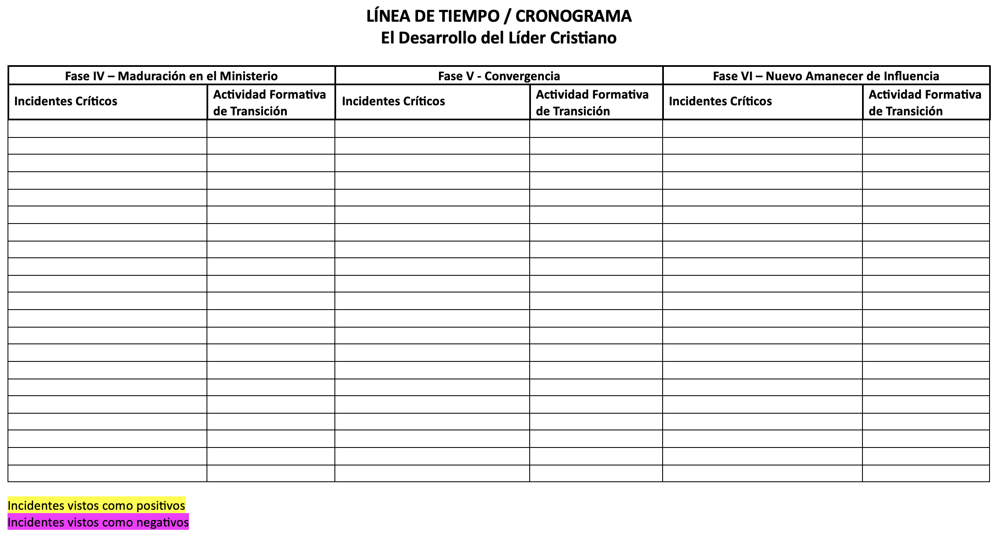 LÍNEA DE TIEMPO / CRONOGRAMA
El Desarrollo del Líder Cristiano
Fase IV – Maduración en el Ministerio
Fase V - Convergencia
Fase VI – Nuevo Amanecer de Influencia
Incidentes Críticos
Actividad Formativa
de Transición
Incidentes Críticos
Actividad Formativa
de Transición
Incidentes Críticos
Actividad Formativa
de Transición
Incidentes vistos como positivos
Incidentes vistos como negativos